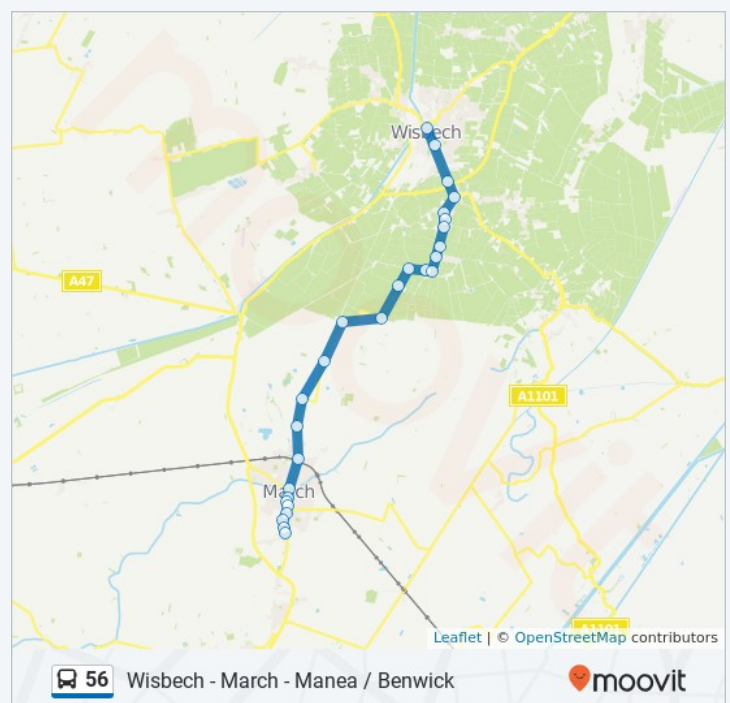 Wisbech
A47
A1101
March
A1101
Leaflet | © OpenStreetMap contributors
56 Wisbech - March - Manea / Benwick
moovit